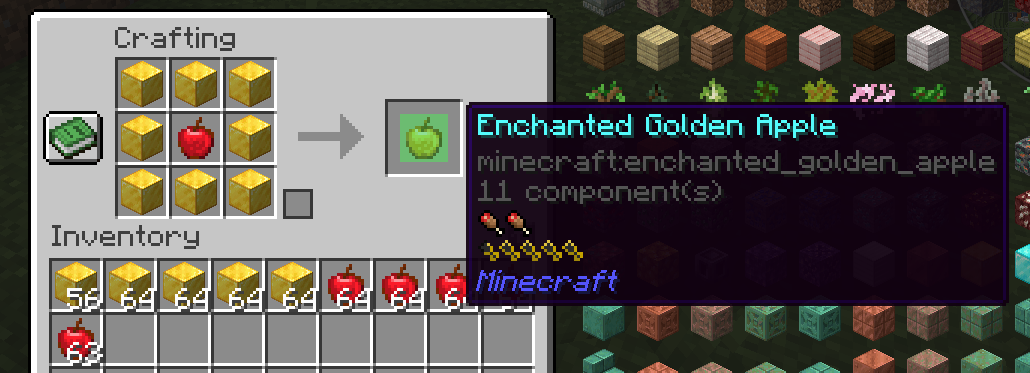 Crafting
Enchanted Golden Apple
minecraft:enchanted_golden_apple
11 component(s)
Minecraft
Inventory
56 64 64 64 64 64 64
63